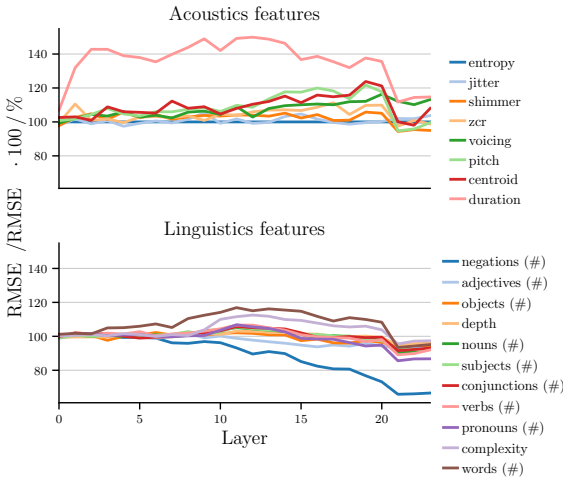 Acoustics features
140
120
100
80
entropy
jitter
shimmer
zcr
voicing
pitch
centroid
duration
RMSE /RMSE · 100 / %
Linguistics features
140
120
100
80
0
5
10
15
20
Layer
negations (#)
adjectives (#)
objects (#)
depth
nouns (#)
subjects (#)
conjunctions (#)
verbs (#)
pronouns (#)
complexity
words (#)